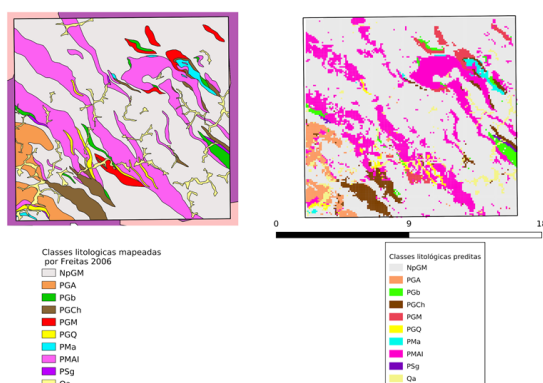 0 9 18
Classes litologicas mapeadas
por Freitas 2006
NpGM
PGA
PGb
PGCh
PGM
PGQ
PMa
PMAI
PSg
Qa
Classes litológicas preditas
NpGM
PGA
PGb
PGCh
PGM
PGQ
PMa
PMAI
PSg
Qa